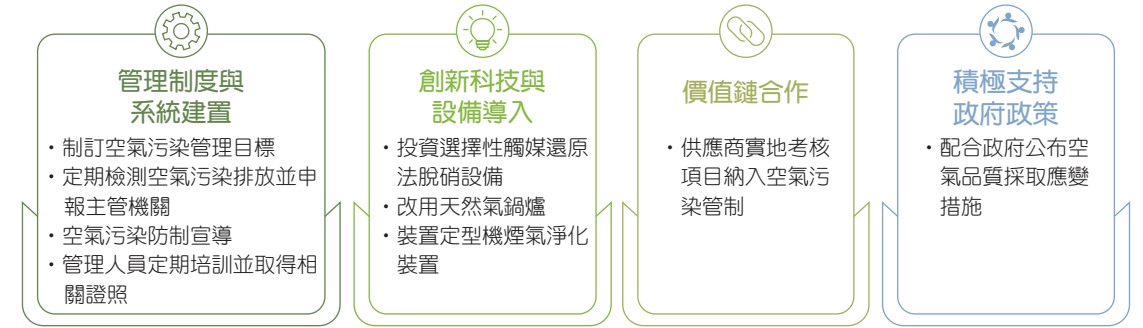 管理制度與
系統建置
・制訂空氣污染管理目標
・定期檢測空氣污染排放並申
報主管機關
・空氣污染防制宣導
・管理人員定期培訓並取得相
關證照
創新科技與
設備導入
・投資選擇性觸媒還原
法脫硝設備
・改用天然氣鍋爐
・裝置定型機煙氣淨化
裝置
價值鏈合作
・供應商實地考核
項目納入空氣污
染管制
積極支持
政府政策
・配合政府公布空
氣品質採取應變
措施